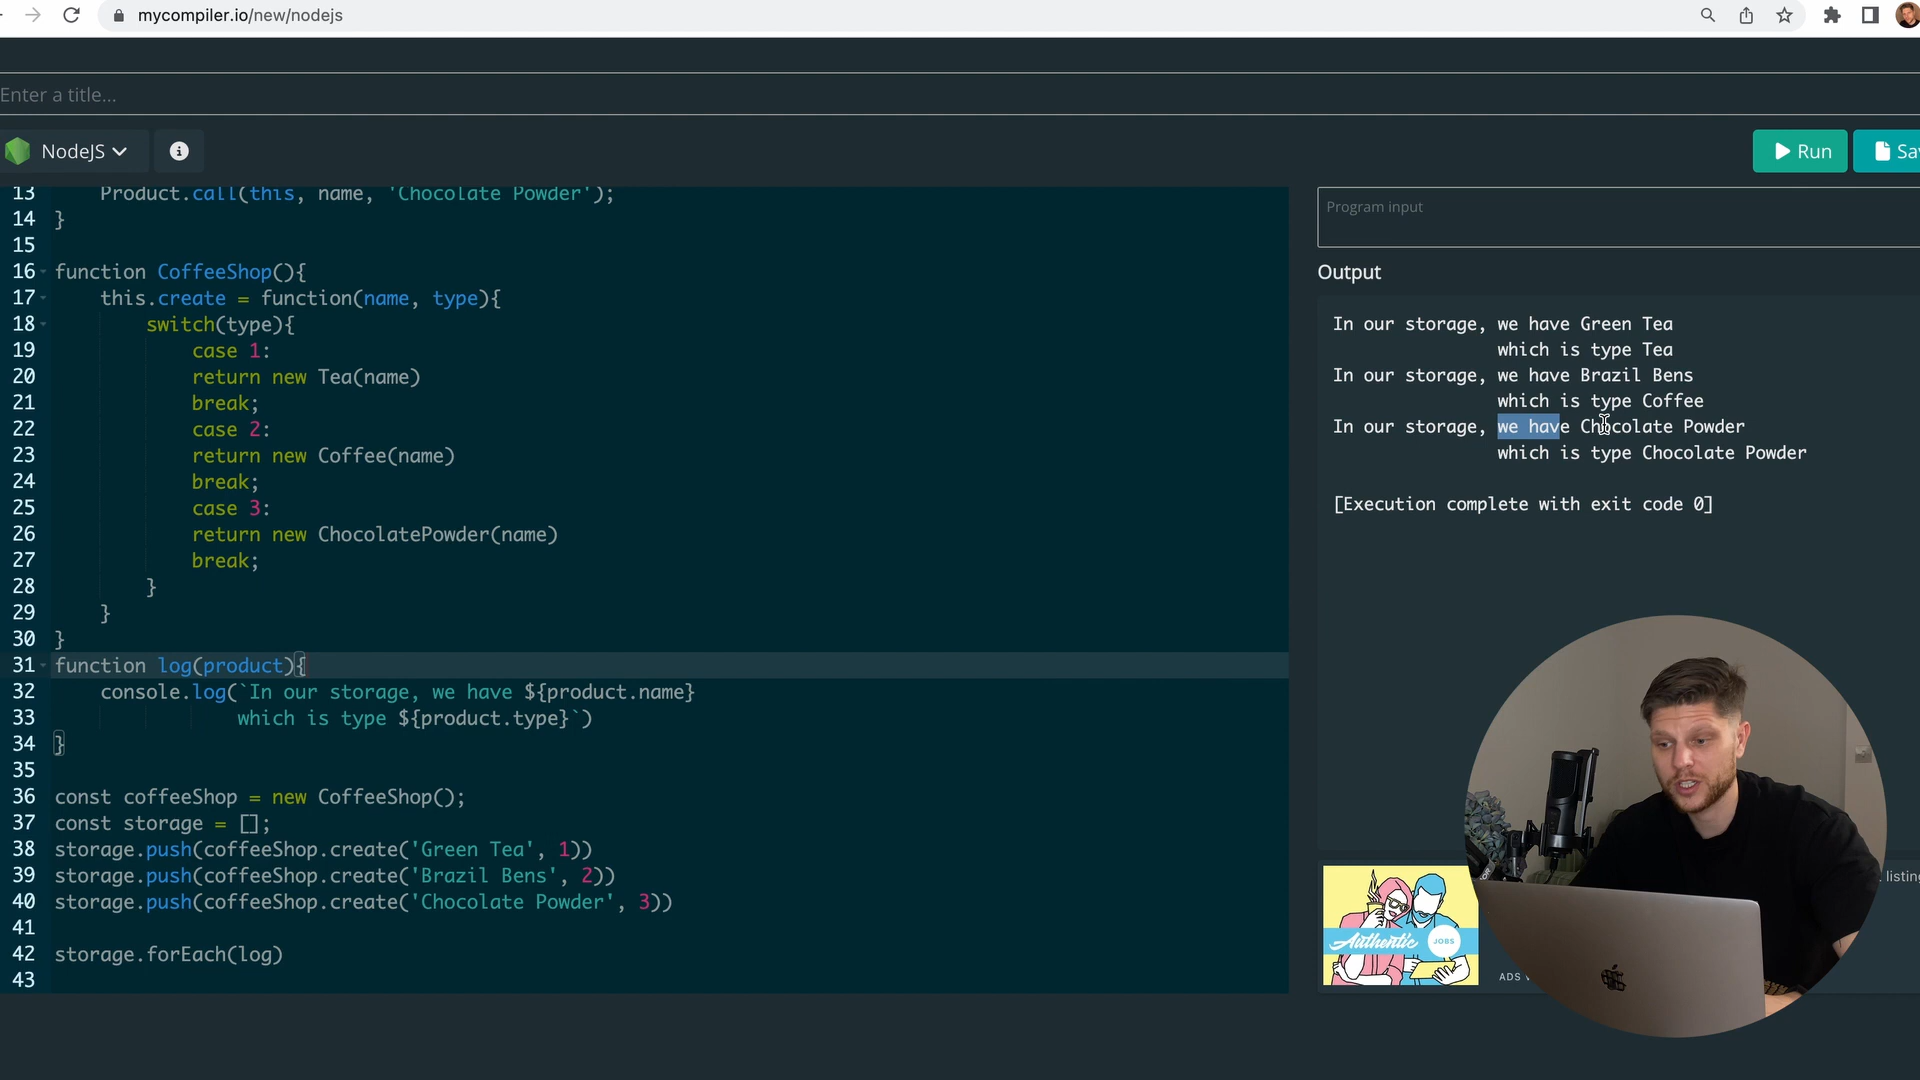 mycompiler.io/new/nodejs
Enter a title...
NodeJS
Run
13 Product.call(this, name, 'Chocolate Powder');
14 }
15
16 function CoffeeShop(){
17 this.create = function(name, type){
18 switch(type){
19 case 1:
20 return new Tea(name)
21 break;
22 case 2:
23 return new Coffee(name)
24 break;
25 case 3:
26 return new ChocolatePowder(name)
27 break;
28 }
29 }
30 }
31 function log(product){
32 console.log(`In our storage, we have ${product.name}
33 which is type ${product.type}`)
34 }
35
36 const coffeeShop = new CoffeeShop();
37 const storage = [];
38 storage.push(coffeeShop.create('Green Tea', 1))
39 storage.push(coffeeShop.create('Brazil Bens', 2))
40 storage.push(coffeeShop.create('Chocolate Powder', 3))
41
42 storage.forEach(log)
43
Program input
Output
In our storage, we have Green Tea
which is type Tea
In our storage, we have Brazil Bens
which is type Coffee
In our storage, we have Chocolate Powder
which is type Chocolate Powder
[Execution complete with exit code 0]
Authentic
JOBS
ADS